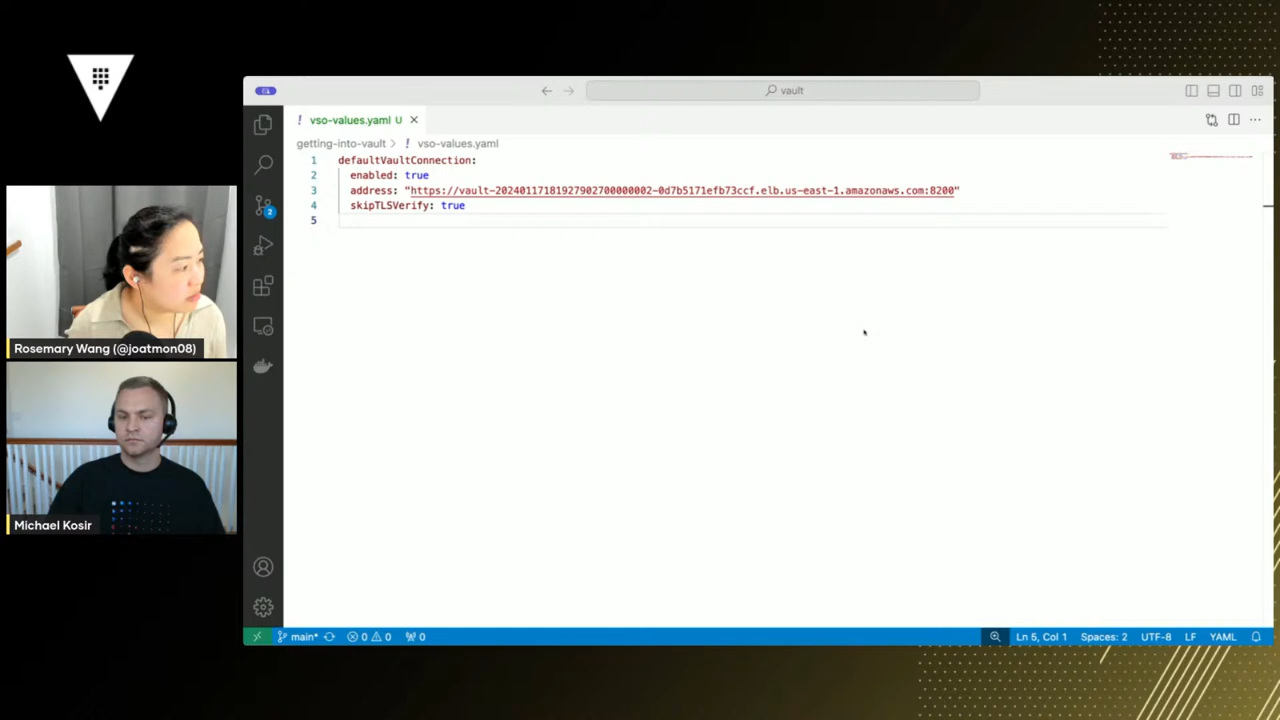 vault
! vso-values.yaml U
getting-into-vault > ! vso-values.yaml
1 defaultVaultConnection:
2 enabled: true
3 address: "https://vault-20240117181927902700000002-0d7b5171efb73ccf.elb.us-east-1.amazonaws.com:8200"
4 skipTLSVerify: true
5
2
Rosemary Wang (@joatmon08)
Michael Kosir
main* 0 0 0 Ln 5, Col 1 Spaces: 2 UTF-8 LF YAML